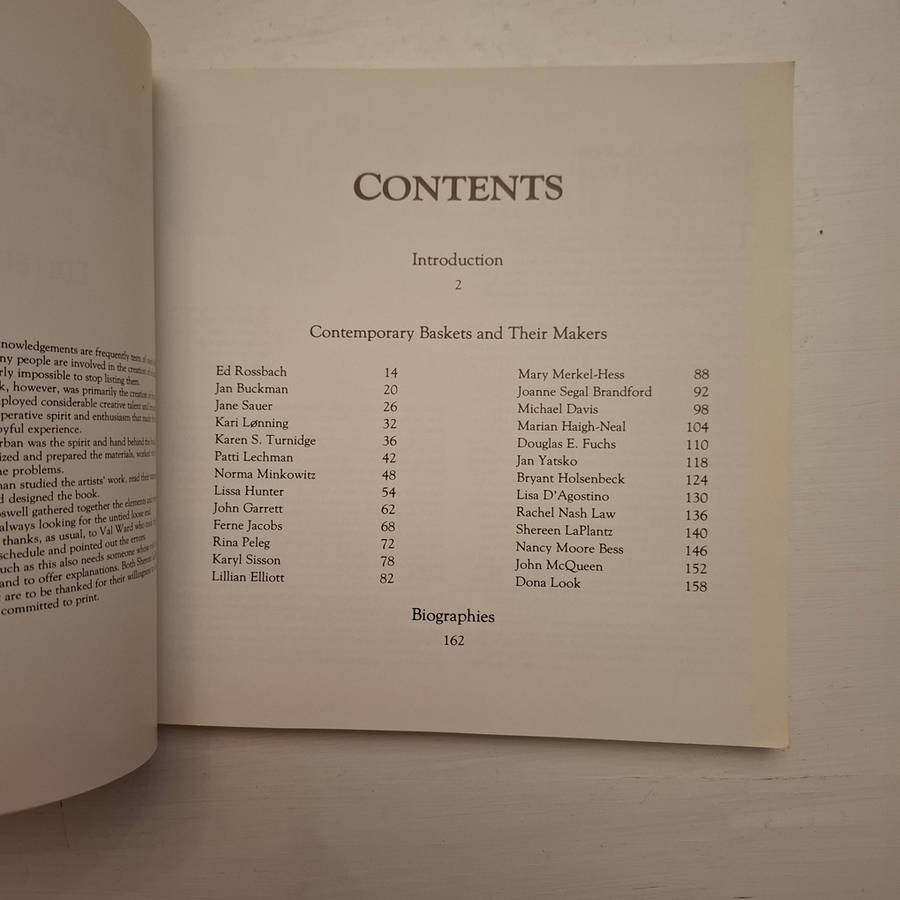 nowledgements are frequently
ny people are involved in the creation of
rly impossible to stop listing them.
k, however, was primarily the creation of
ployed considerable creative talent and
perative spirit and enthusiasm that made
yful experience.
rban was the spirit and hand behind the
ized and prepared the materials, worked
e problems.
nan studied the artists' work, read their
d designed the book.
swell gathered together the elements and
always looking for the untied loose end.
thanks, as usual, to Val Ward who
schedule and pointed out the errors.
uch as this also needs someone whose
and to offer explanations. Both
are to be thanked for their willingness to
committed to print.
CONTENTS
Introduction
2
Contemporary Baskets and Their Makers
Ed Rossbach 14
Jan Buckman 20
Jane Sauer 26
Kari Lønning 32
Karen S. Turnidge 36
Patti Lechman 42
Norma Minkowitz 48
Lissa Hunter 54
John Garrett 62
Ferne Jacobs 68
Rina Peleg 72
Karyl Sisson 78
Lillian Elliott 82
Mary Merkel-Hess 88
Joanne Segal Brandford 92
Michael Davis 98
Marian Haigh-Neal 104
Douglas E. Fuchs 110
Jan Yatsko 118
Bryant Holsenbeck 124
Lisa D'Agostino 130
Rachel Nash Law 136
Shereen LaPlantz 140
Nancy Moore Bess 146
John McQueen 152
Dona Look 158
Biographies
162